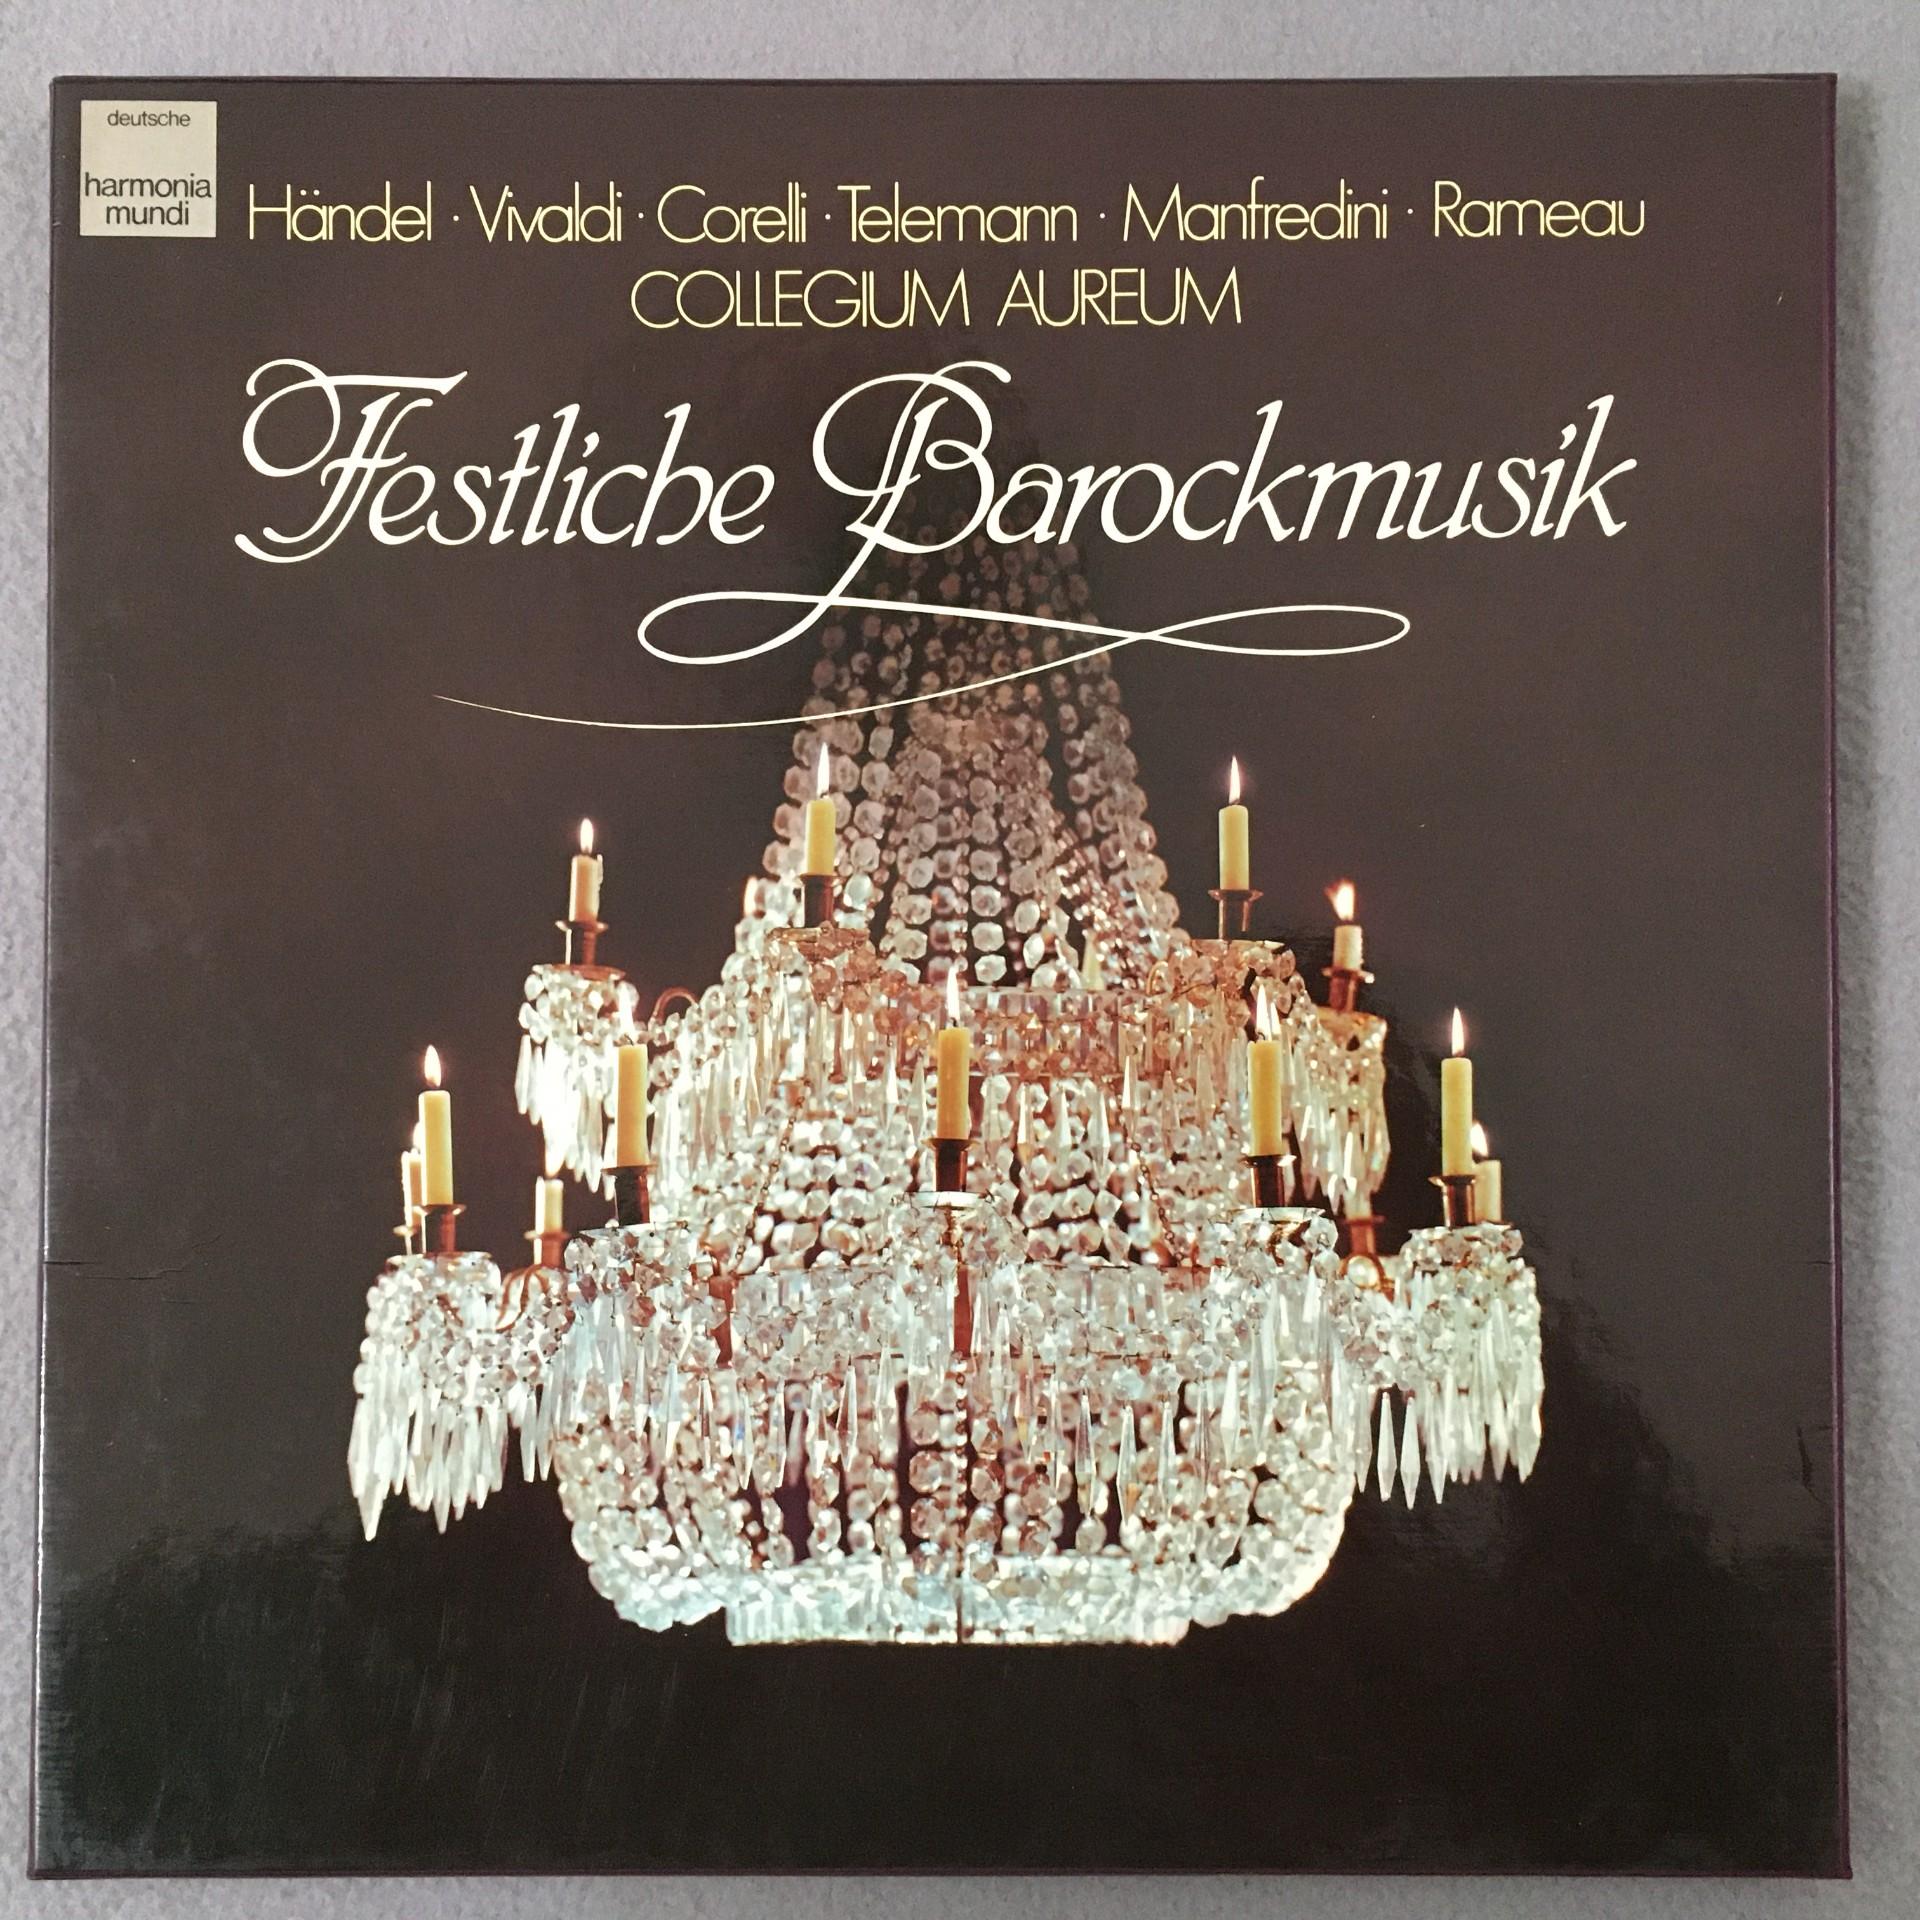 deutsche
harmonia
mundi
Händel · Vivaldi · Corelli · Telemann · Manfredini · Rameau
COLLEGIUM AUREUM
Festliche Barockmusik